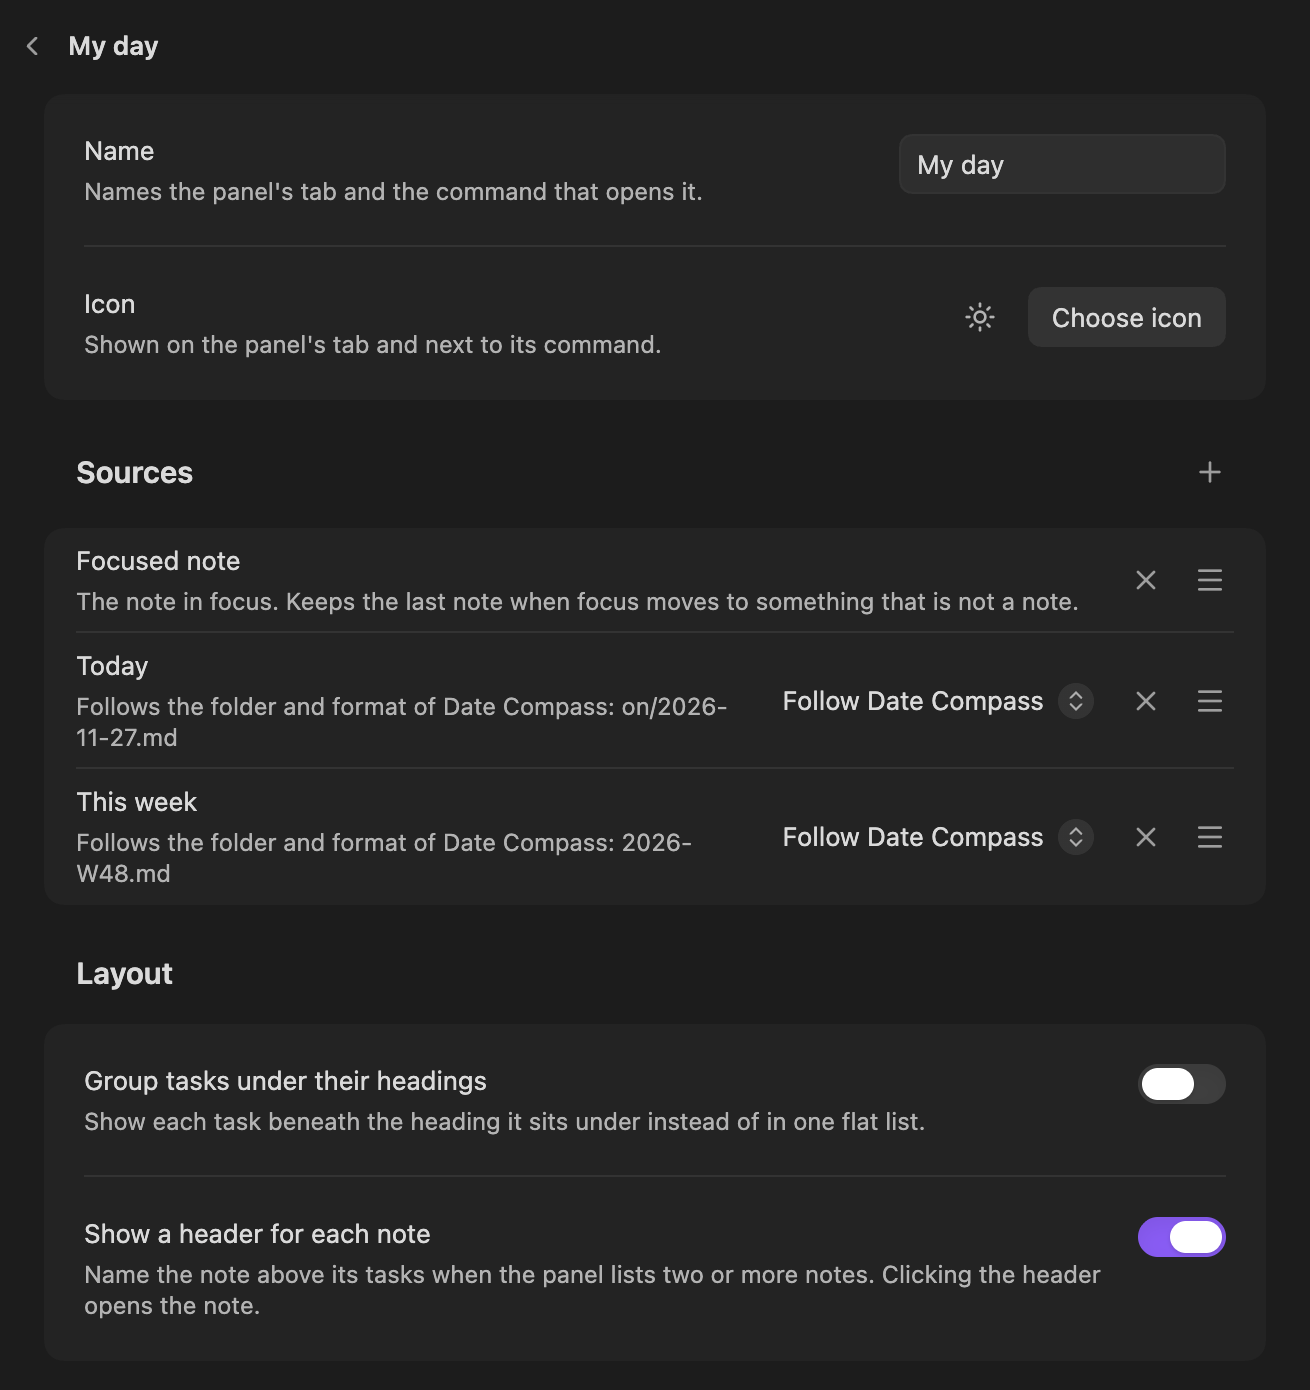 My day
Name
My day
Names the panel's tab and the command that opens it.
Icon
Choose icon
Shown on the panel's tab and next to its command.
Sources
Focused note
The note in focus. Keeps the last note when focus moves to something that is not a note.
Today
Follows the folder and format of Date Compass: on/2026-
11-27.md
Follow Date Compass
This week
Follows the folder and format of Date Compass: 2026-
W48.md
Follow Date Compass
Layout
Group tasks under their headings
Show each task beneath the heading it sits under instead of in one flat list.
Show a header for each note
Name the note above its tasks when the panel lists two or more notes. Clicking the header
opens the note.